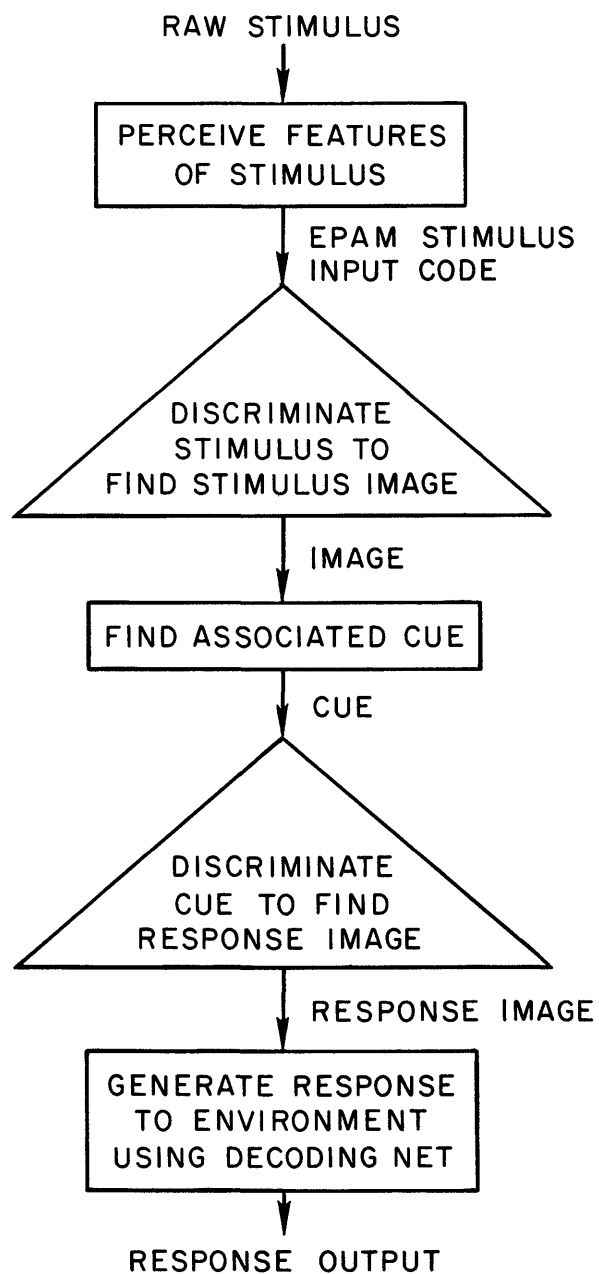 RAW STIMULUS
PERCEIVE FEATURES
OF STIMULUS
EPAM STIMULUS
INPUT CODE
DISCRIMINATE
STIMULUS TO
FIND STIMULUS IMAGE
IMAGE
FIND ASSOCIATED CUE
CUE
DISCRIMINATE
CUE TO FIND
RESPONSE IMAGE
RESPONSE IMAGE
GENERATE RESPONSE
TO ENVIRONMENT
USING DECODING NET
RESPONSE OUTPUT